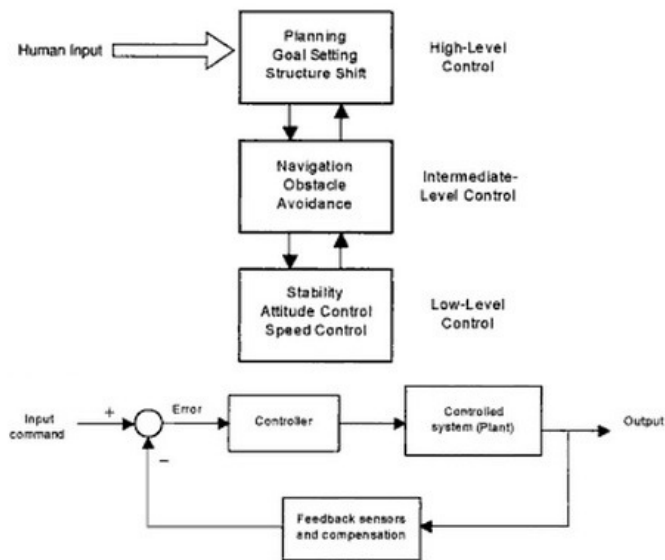 Human Input
Planning
Goal Setting
Structure Shift
High-Level
Control
Navigation
Obstacle
Avoidance
Intermediate-
Level Control
Stability
Attitude Control
Speed Control
Low-Level
Control
Input
command
+
−
Error
Controller
Controlled
system (Plant)
Output
Feedback sensors
and compensation